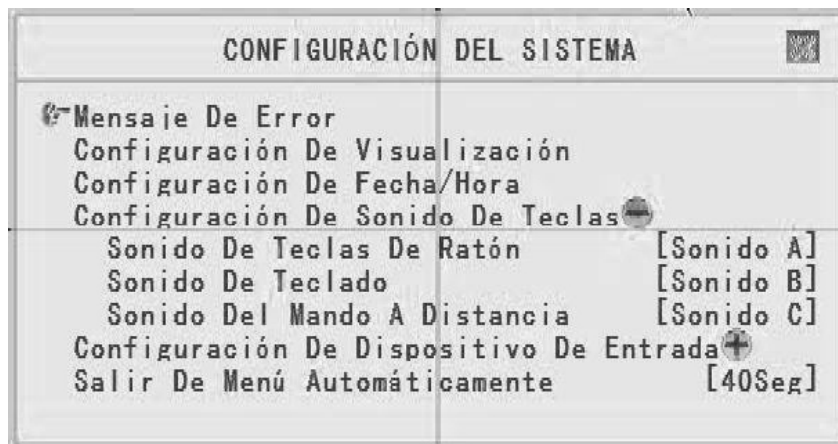 CONFIGURACIÓN DEL SISTEMA
Mensaje De Error
Configuración De Visualización
Configuración De Fecha/Hora
Configuración De Sonido De Teclas
Sonido De Teclas De Ratón [Sonido A]
Sonido De Teclado [Sonido B]
Sonido Del Mando A Distancia [Sonido C]
Configuración De Dispositivo De Entrada
Salir De Menú Automáticamente [40Seg]